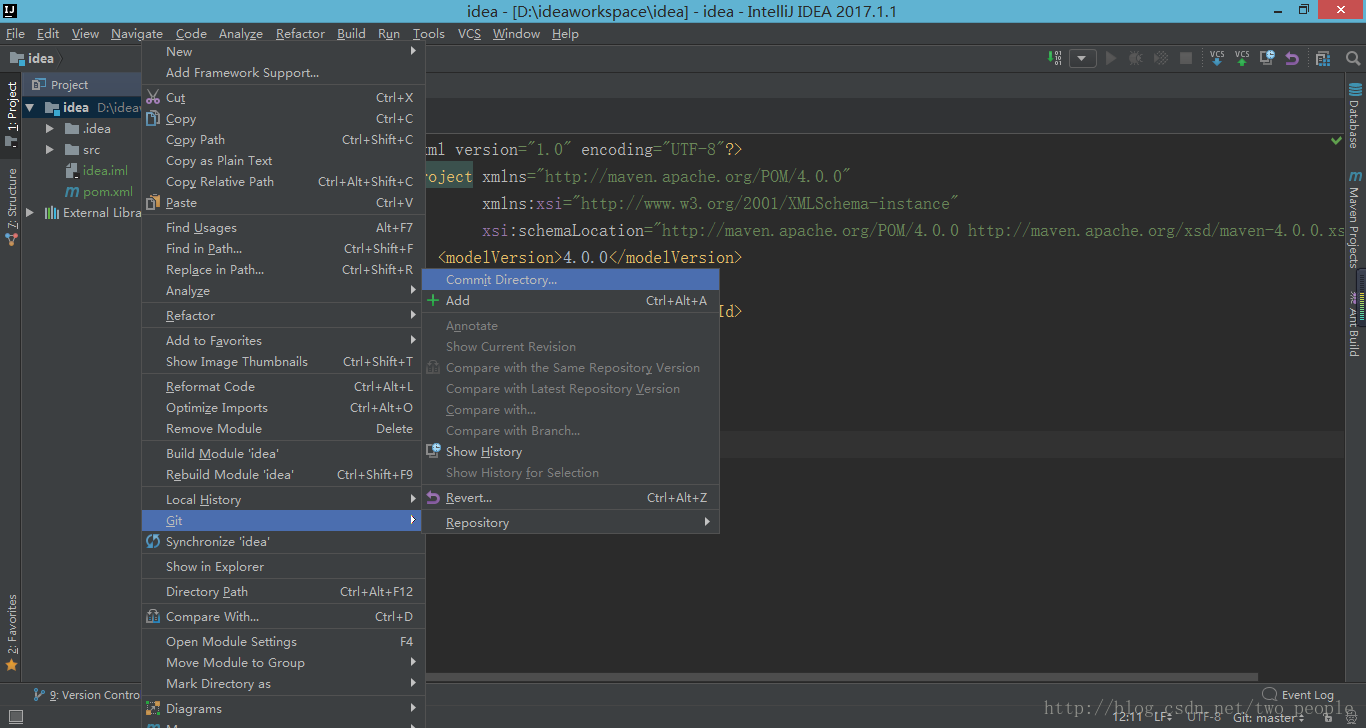 idea - [D:\ideaworkspace\idea] - idea - IntelliJ IDEA 2017.1.1
File Edit View Navigate Code Analyze Refactor Build Run Tools VCS Window Help
idea
VCS VCS
1: Project
7: Structure
2: Favorites
Project
idea D:\ideav
.idea
src
idea.iml
pom.xml
External Libra
New
Add Framework Support...
Cut Ctrl+X
Copy Ctrl+C
Copy Path Ctrl+Shift+C
Copy as Plain Text
Copy Relative Path Ctrl+Alt+Shift+C
Paste Ctrl+V
Find Usages Alt+F7
Find in Path... Ctrl+Shift+F
Replace in Path... Ctrl+Shift+R
Analyze
Refactor
Add to Favorites
Show Image Thumbnails Ctrl+Shift+T
Reformat Code Ctrl+Alt+L
Optimize Imports Ctrl+Alt+O
Remove Module Delete
Build Module 'idea'
Rebuild Module 'idea' Ctrl+Shift+F9
Local History
Git
Synchronize 'idea'
Show in Explorer
Directory Path Ctrl+Alt+F12
Compare With... Ctrl+D
Open Module Settings F4
Move Module to Group
Mark Directory as
Diagrams
Commit Directory...
Add Ctrl+Alt+A
Annotate
Show Current Revision
Compare with the Same Repository Version
Compare with Latest Repository Version
Compare with...
Compare with Branch...
Show History
Show History for Selection
Revert... Ctrl+Alt+Z
Repository
ml version="1.0" encoding="UTF-8"?>
oject xmlns="http://maven.apache.org/POM/4.0.0"
xmlns:xsi="http://www.w3.org/2001/XMLSchema-instance"
xsi:schemaLocation="http://maven.apache.org/POM/4.0.0 http://maven.apache.org/xsd/maven-4.0.0.xs
<modelVersion>4.0.0</modelVersion>
Id>
Database
Maven Projects
Ant Build
9: Version Contro
Event Log
12:11 LF UTF-8 Git: master
http://blog.csdn.net/two_people